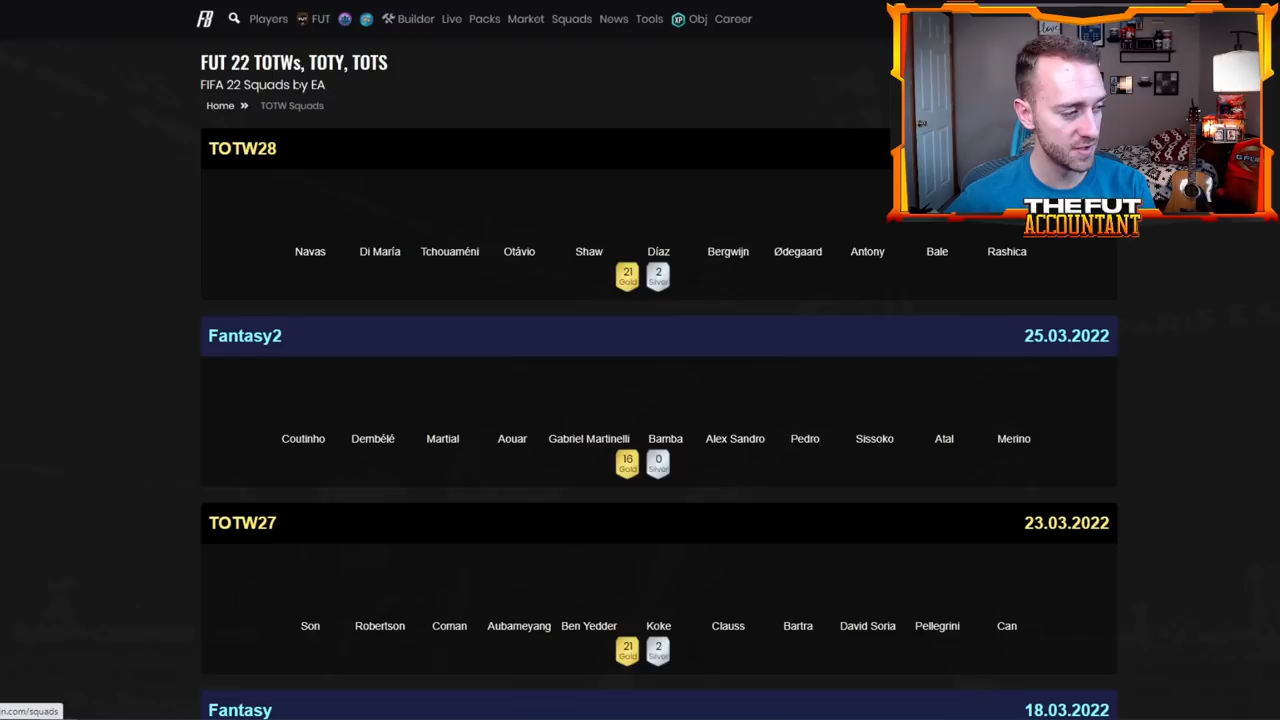 Players FUT Builder Live Packs Market Squads News Tools XP Obj Career
FUT 22 TOTWs, TOTY, TOTS
FIFA 22 Squads by EA
Home » TOTW Squads
TOTW28
Navas Di María Tchouaméni Otávio Shaw Díaz Bergwijn Ødegaard Antony Bale Rashica
21 Gold 2 Silver
Fantasy2 25.03.2022
Coutinho Dembélé Martial Aouar Gabriel Martinelli Bamba Alex Sandro Pedro Sissoko Atal Merino
16 Gold 0 Silver
TOTW27 23.03.2022
Son Robertson Coman Aubameyang Ben Yedder Koke Clauss Bartra David Soria Pellegrini Can
21 Gold 2 Silver
Fantasy 18.03.2022
THE FUT
ACCOUNTANT
n.com/squads